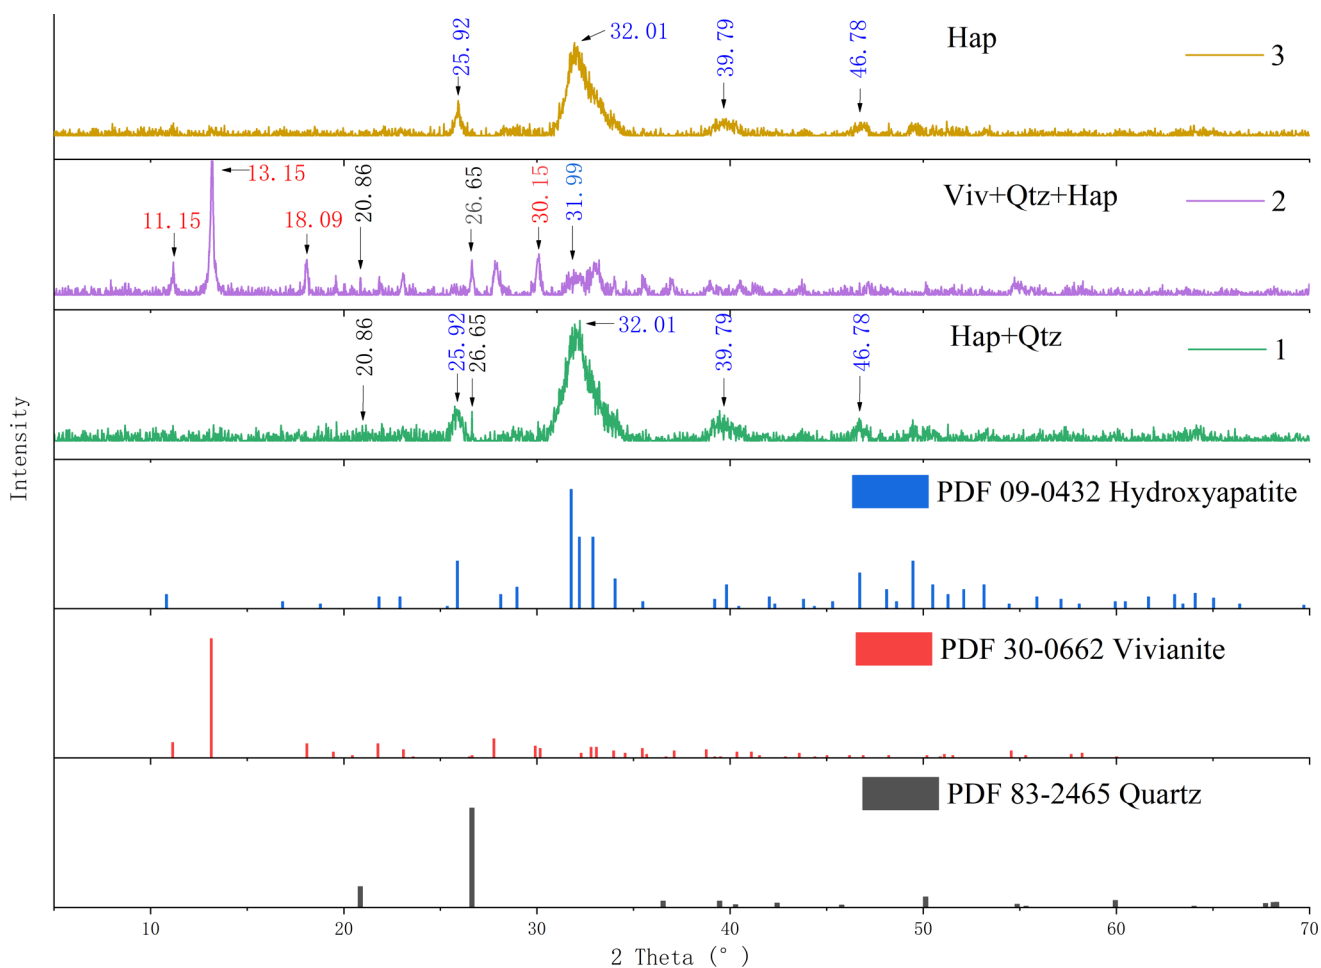 25.92
32.01
39.79
46.78
Hap
3
11.15
13.15
18.09
20.86
26.65
30.15
31.99
Viv+Qtz+Hap
2
20.86
25.92
26.65
32.01
39.79
46.78
Hap+Qtz
1
PDF 09-0432 Hydroxyapatite
PDF 30-0662 Vivianite
PDF 83-2465 Quartz
Intensity
10 20 30 40 50 60 70
2 Theta (° )